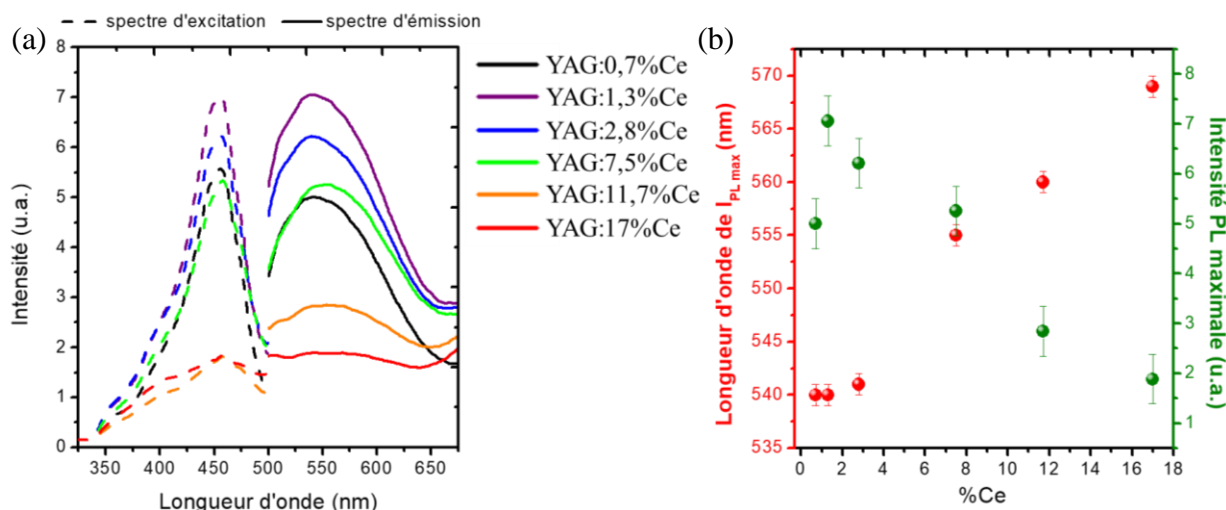 spectre d'excitation
spectre d'émission
(a)
8
7
6
5
4
3
2
1
0
Intensité (u.a.)
350
400
450
500
550
600
650
Longueur d'onde (nm)
YAG:0,7%Ce
YAG:1,3%Ce
YAG:2,8%Ce
YAG:7,5%Ce
YAG:11,7%Ce
YAG:17%Ce
(b)
570
565
560
555
550
545
540
535
Longueur d'onde de I PL max (nm)
0
2
4
6
8
10
12
14
16
18
%Ce
8
7
6
5
4
3
2
1
Intensité PL maximale (u.a.)